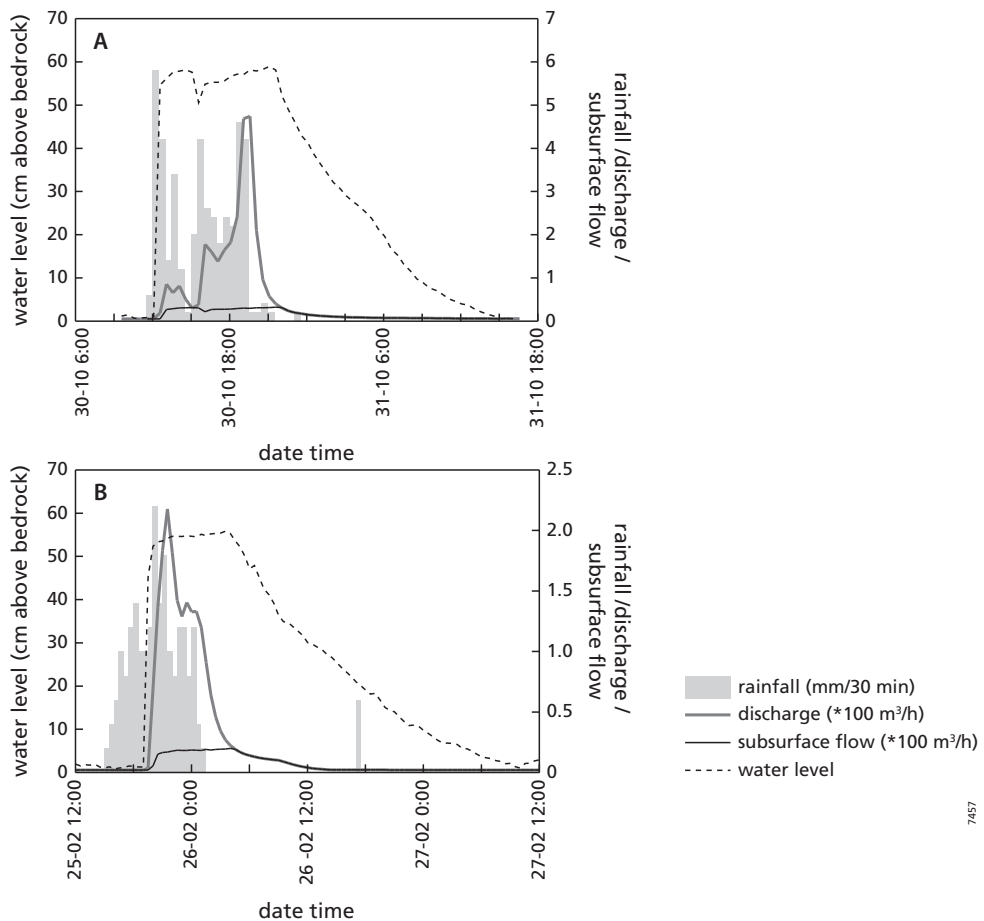 A
water level (cm above bedrock)
70
60
50
40
30
20
10
0
7
6
5
4
3
2
1
0
rainfall /discharge /
subsurface flow
30-10 6:00
30-10 18:00
31-10 6:00
31-10 18:00
date time
B
water level (cm above bedrock)
70
60
50
40
30
20
10
0
2.5
2.0
1.5
1.0
0.5
0
rainfall /discharge /
subsurface flow
25-02 12:00
26-02 0:00
26 -02 12:00
27-02 0:00
27-02 12:00
date time
rainfall (mm/30 min)
discharge (*100 m³/h)
subsurface flow (*100 m³/h)
water level
7457